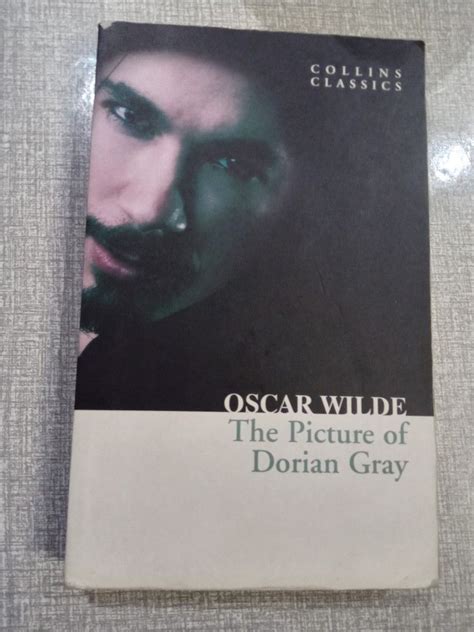 COLLINS
CLASSICS
OSCAR WILDE
The Picture of
Dorian Gray